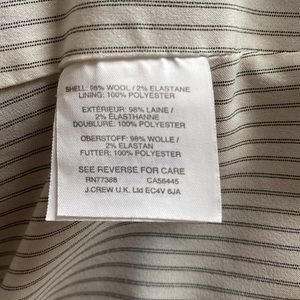 SHELL: 98% WOOL / 2% ELASTANE
LINING: 100% POLYESTER
EXTÉRIEUR: 98% LAINE /
2% ÉLASTHANNE
DOUBLURE: 100% POLYESTER
OBERSTOFF: 98% WOLLE /
2% ELASTAN
FUTTER: 100% POLYESTER
SEE REVERSE FOR CARE
RN77388 CA56445
J.CREW U.K. Ltd EC4V 6JA